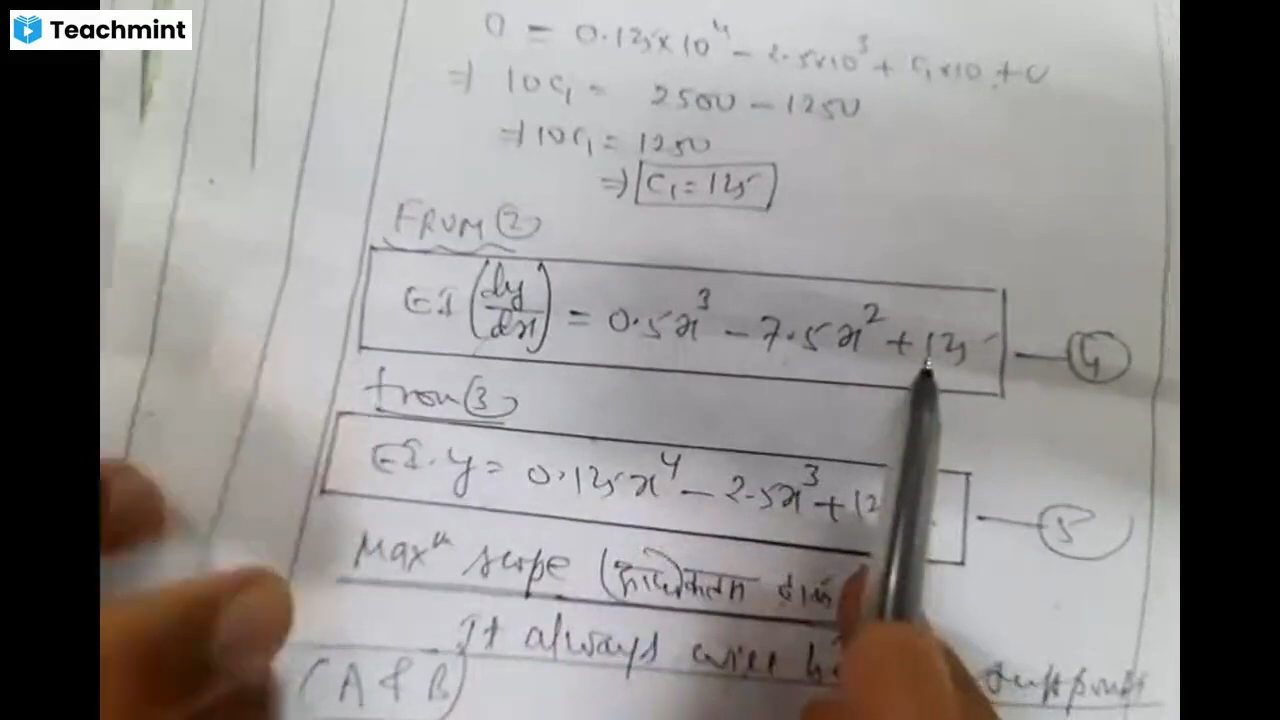 Teachmint
0 = 0.125×10⁴ - 2.5×10³ + C₁×10 + 0
⇒ 10C₁ = 2500 - 1250
⇒ 10C₁ = 1250
⇒ C₁ = 125
FROM (2)
EI (dy/dx) = 0.5x³ - 7.5x² + 125 — (4)
from (3)
EI.y = 0.125x⁴ - 2.5x³ + 12 — (5)
Maxᵐ slope (
It always will
support
(A & B)